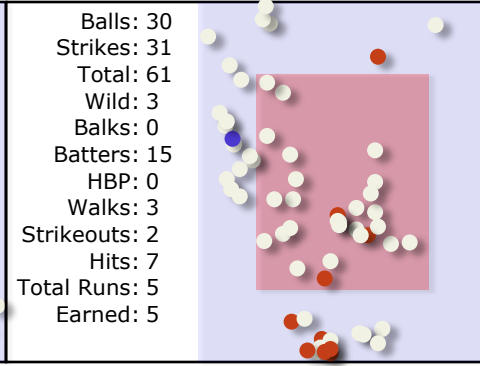 Balls: 30
Strikes: 31
Total: 61
Wild: 3
Balks: 0
Batters: 15
HBP: 0
Walks: 3
Strikeouts: 2
Hits: 7
Total Runs: 5
Earned: 5